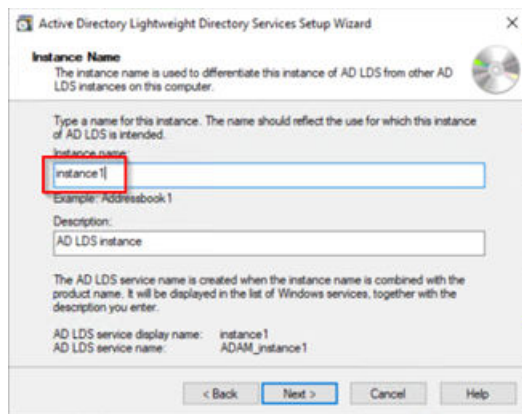 Active Directory Lightweight Directory Services Setup Wizard
Instance Name
The instance name is used to differentiate this instance of AD LDS from other AD
LDS instances on this computer.
Type a name for this instance. The name should reflect the use for which this instance
of AD LDS is intended.
Instance name:
instance1
Example: Addressbook1
Description:
AD LDS instance
The AD LDS service name is created when the instance name is combined with the
product name. It will be displayed in the list of Windows services, together with the
description you enter.
AD LDS service display name: instance1
AD LDS service name: ADAM_instance1
< Back Next > Cancel Help